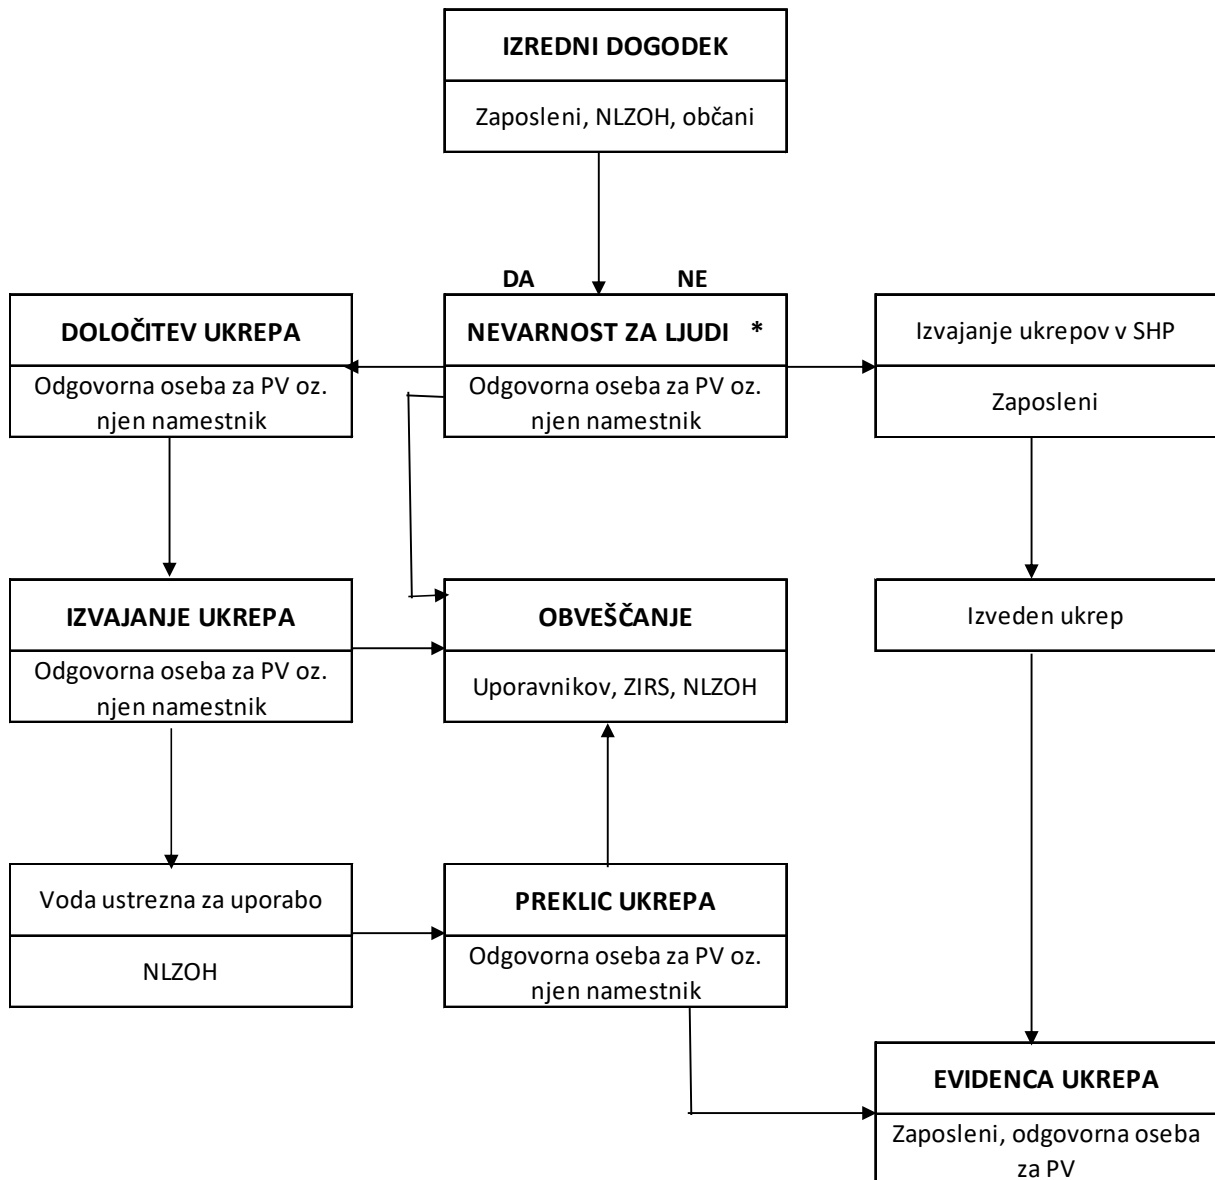 IZREDNI DOGODEK
Zaposleni, NLZOH, občani
DA NE
DOLOČITEV UKREPA
Odgovorna oseba za PV oz.
njen namestnik
NEVARNOST ZA LJUDI *
Odgovorna oseba za PV oz.
njen namestnik
Izvajanje ukrepov v SHP
Zaposleni
IZVAJANJE UKREPA
Odgovorna oseba za PV oz.
njen namestnik
OBVEŠČANJE
Uporavnikov, ZIRS, NLZOH
Izveden ukrep
Voda ustrezna za uporabo
NLZOH
PREKLIC UKREPA
Odgovorna oseba za PV oz.
njen namestnik
EVIDENCA UKREPA
Zaposleni, odgovorna oseba
za PV